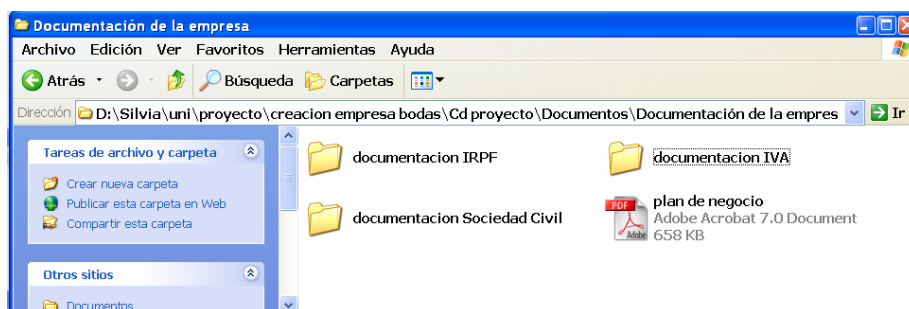 Documentación de la empresa
Archivo Edición Ver Favoritos Herramientas Ayuda
Atrás Búsqueda Carpetas
Dirección D:\Silvia\uni\proyecto\creacion empresa bodas\Cd proyecto\Documentos\Documentación de la empres Ir
Tareas de archivo y carpeta
Crear nueva carpeta
Publicar esta carpeta en Web
Compartir esta carpeta
Otros sitios
Documentos
documentacion IRPF
documentacion IVA
documentacion Sociedad Civil
PDF
Adobe
plan de negocio
Adobe Acrobat 7.0 Document
658 KB